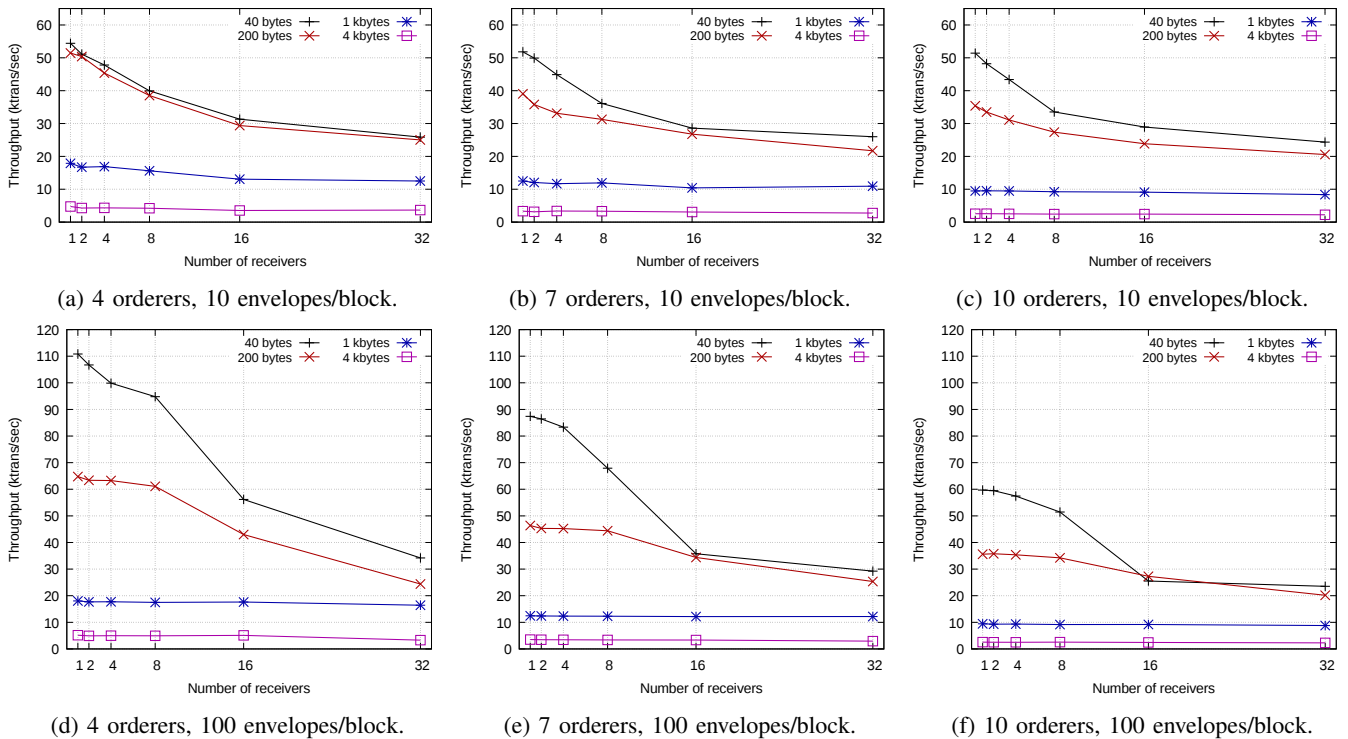 40 bytes 1 kbytes
200 bytes 4 kbytes
Throughput (ktrans/sec)
60
50
40
30
20
10
0
1 2 4 8 16 32
Number of receivers
(a) 4 orderers, 10 envelopes/block.
40 bytes 1 kbytes
200 bytes 4 kbytes
Throughput (ktrans/sec)
60
50
40
30
20
10
0
1 2 4 8 16 32
Number of receivers
(b) 7 orderers, 10 envelopes/block.
40 bytes 1 kbytes
200 bytes 4 kbytes
Throughput (ktrans/sec)
60
50
40
30
20
10
0
1 2 4 8 16 32
Number of receivers
(c) 10 orderers, 10 envelopes/block.
40 bytes 1 kbytes
200 bytes 4 kbytes
Throughput (ktrans/sec)
120
110
100
90
80
70
60
50
40
30
20
10
0
1 2 4 8 16 32
Number of receivers
(d) 4 orderers, 100 envelopes/block.
40 bytes 1 kbytes
200 bytes 4 kbytes
Throughput (ktrans/sec)
120
110
100
90
80
70
60
50
40
30
20
10
0
1 2 4 8 16 32
Number of receivers
(e) 7 orderers, 100 envelopes/block.
40 bytes 1 kbytes
200 bytes 4 kbytes
Throughput (ktrans/sec)
120
110
100
90
80
70
60
50
40
30
20
10
0
1 2 4 8 16 32
Number of receivers
(f) 10 orderers, 100 envelopes/block.